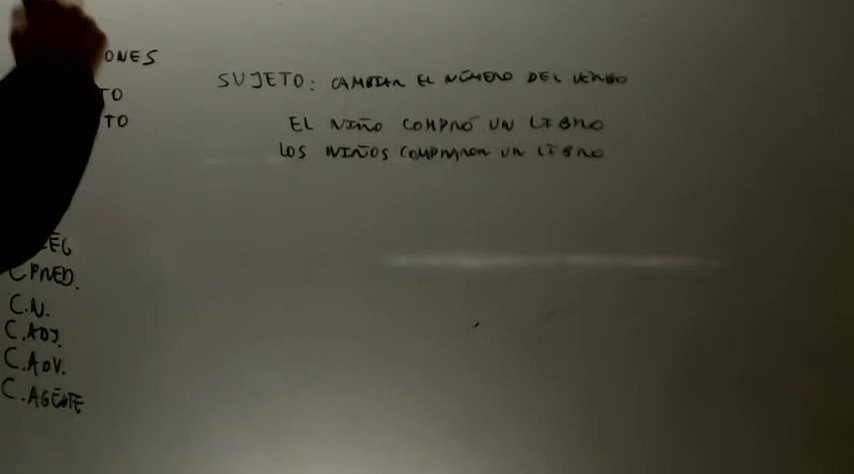 ONES
TO
TO
EG
C. PRED.
C.N.
C.ADJ.
C.ADV.
C.AGENTE
SUJETO: CAMBIAR EL NÚMERO DEL VERBO
EL NIÑO COMPRÓ UN LIBRO
LOS NIÑOS COMPRARON UN LIBRO